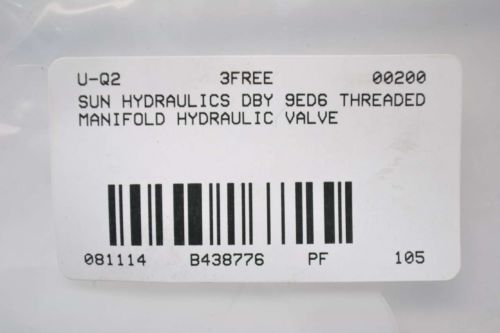 U-Q2 3FREE 00200
SUN HYDRAULICS DBY 9ED6 THREADED
MANIFOLD HYDRAULIC VALVE
081114 B438776 PF 105